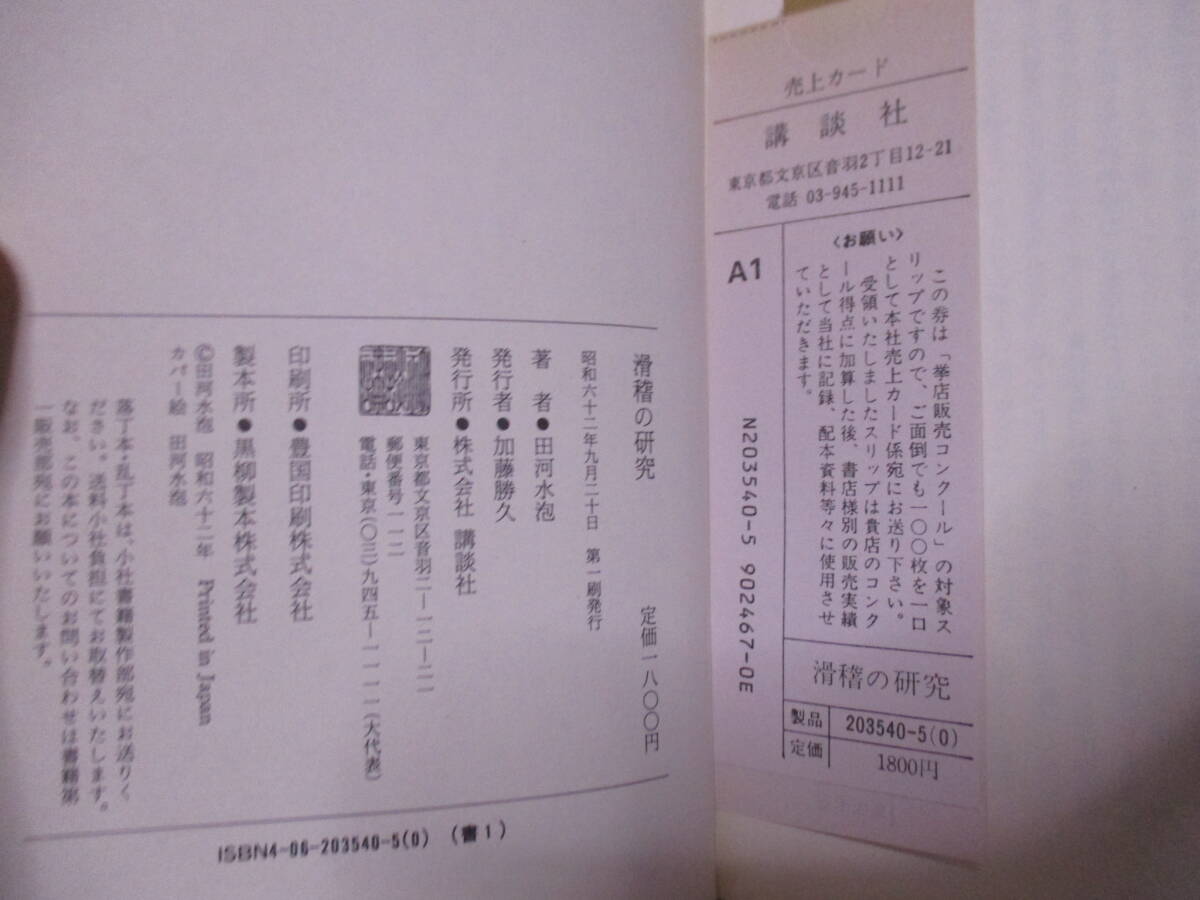 滑稽の研究
定価一八〇〇円
昭和六十二年九月二十日 第一刷発行
著 者●田河水泡
発行者●加藤勝久
発行所●株式会社 講談社
東京都文京区音羽二―一二―二一
郵便番号一一二
電話・東京(〇三)九四五―一一一一(大代表)
印刷所●豊国印刷株式会社
製本所●黒柳製本株式会社
©田河水泡 昭和六十二年 Printed in Japan
カバー絵 田河水泡
落丁本・乱丁本は、小社書籍製作部宛にお送りく
ださい。送料小社負担にてお取替えいたします。
なお、この本についてのお問い合わせは書籍第
一販売部宛にお願いいたします。
ISBN4-06-203540-5(0) (書1)
売上カード
講談社
東京都文京区音羽2丁目12-21
電話 03-945-1111
〈お願い〉
この券は「挙店販売コンクール」の対象ス
リップですので、ご面倒でも一〇〇枚を一口
として本社売上カード係宛にお送り下さい。
受領いたしましたスリップは貴店のコンク
ール得点に加算した後、書店様別の販売実績
として当社に記録、配本資料等々に使用させ
ていただきます。
A1
N203540-5 902467-0E
滑稽の研究
製品 203540-5(0)
定価 1800円